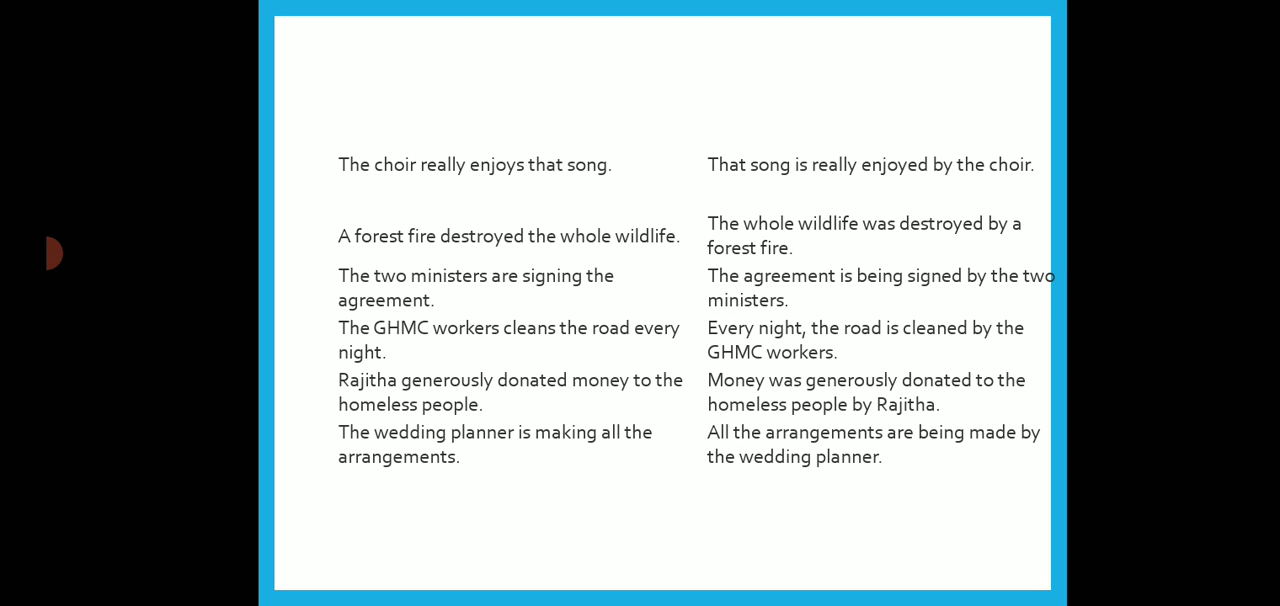 The choir really enjoys that song.
That song is really enjoyed by the choir.
A forest fire destroyed the whole wildlife.
The whole wildlife was destroyed by a
forest fire.
The two ministers are signing the
agreement.
The agreement is being signed by the two
ministers.
The GHMC workers cleans the road every
night.
Every night, the road is cleaned by the
GHMC workers.
Rajitha generously donated money to the
homeless people.
Money was generously donated to the
homeless people by Rajitha.
The wedding planner is making all the
arrangements.
All the arrangements are being made by
the wedding planner.